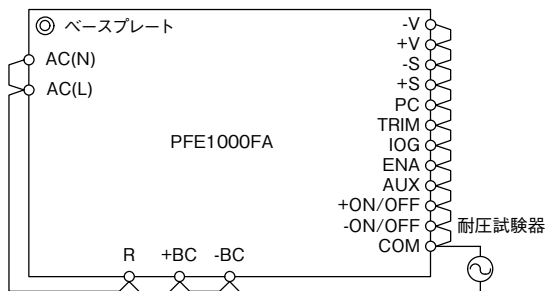 ベースプレート
AC(N)
AC(L)
PFE1000FA
-V
+V
-S
+S
PC
TRIM
IOG
ENA
AUX
+ON/OFF
-ON/OFF
COM
耐圧試験器
R +BC -BC